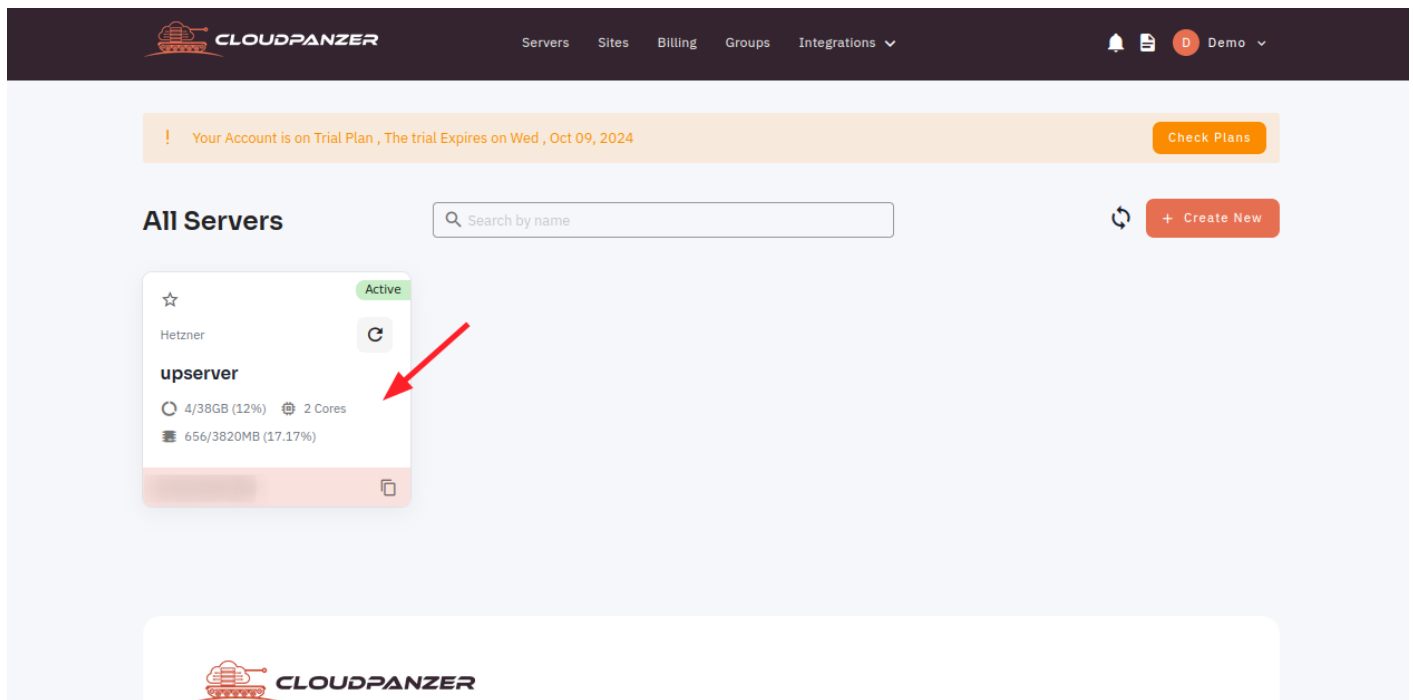 CLOUDPANZER Servers Sites Billing Groups Integrations D Demo
! Your Account is on Trial Plan , The trial Expires on Wed , Oct 09, 2024 Check Plans
All Servers Search by name + Create New
Active
Hetzner
upserver
4/38GB (12%) 2 Cores
656/3820MB (17.17%)
CLOUDPANZER